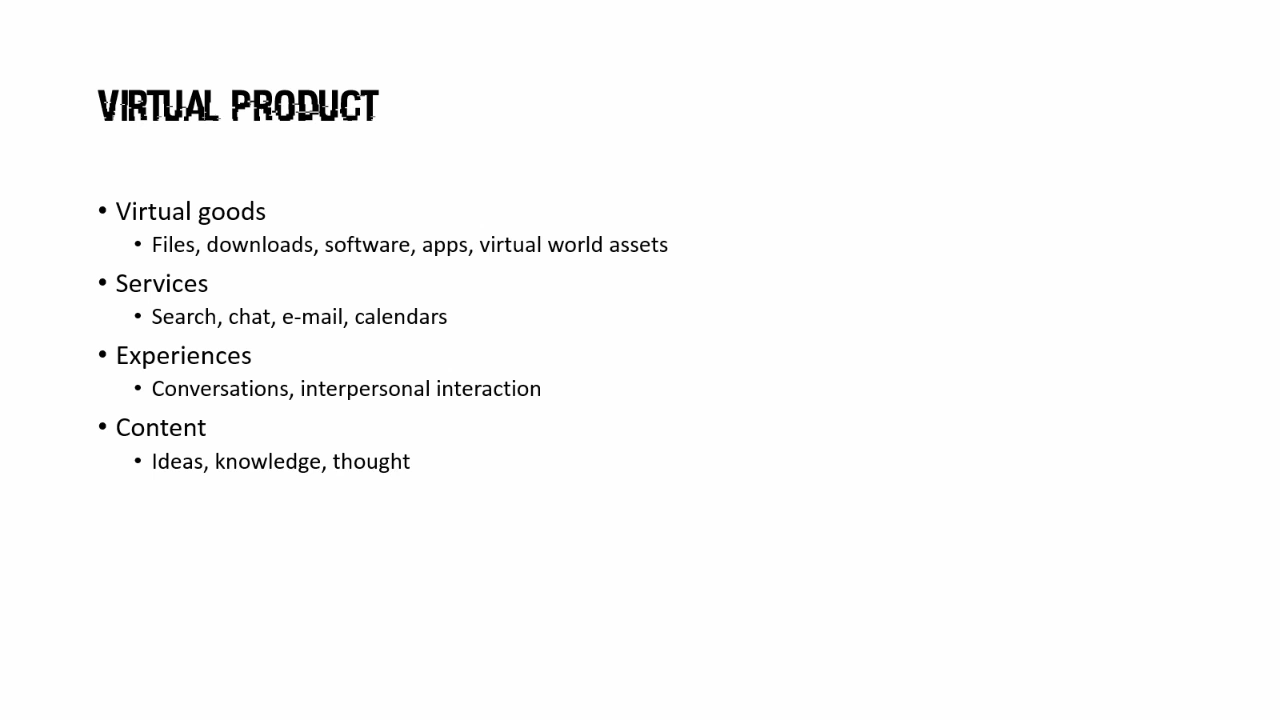 VIRTUAL PRODUCT
• Virtual goods
• Files, downloads, software, apps, virtual world assets
• Services
• Search, chat, e-mail, calendars
• Experiences
• Conversations, interpersonal interaction
• Content
• Ideas, knowledge, thought